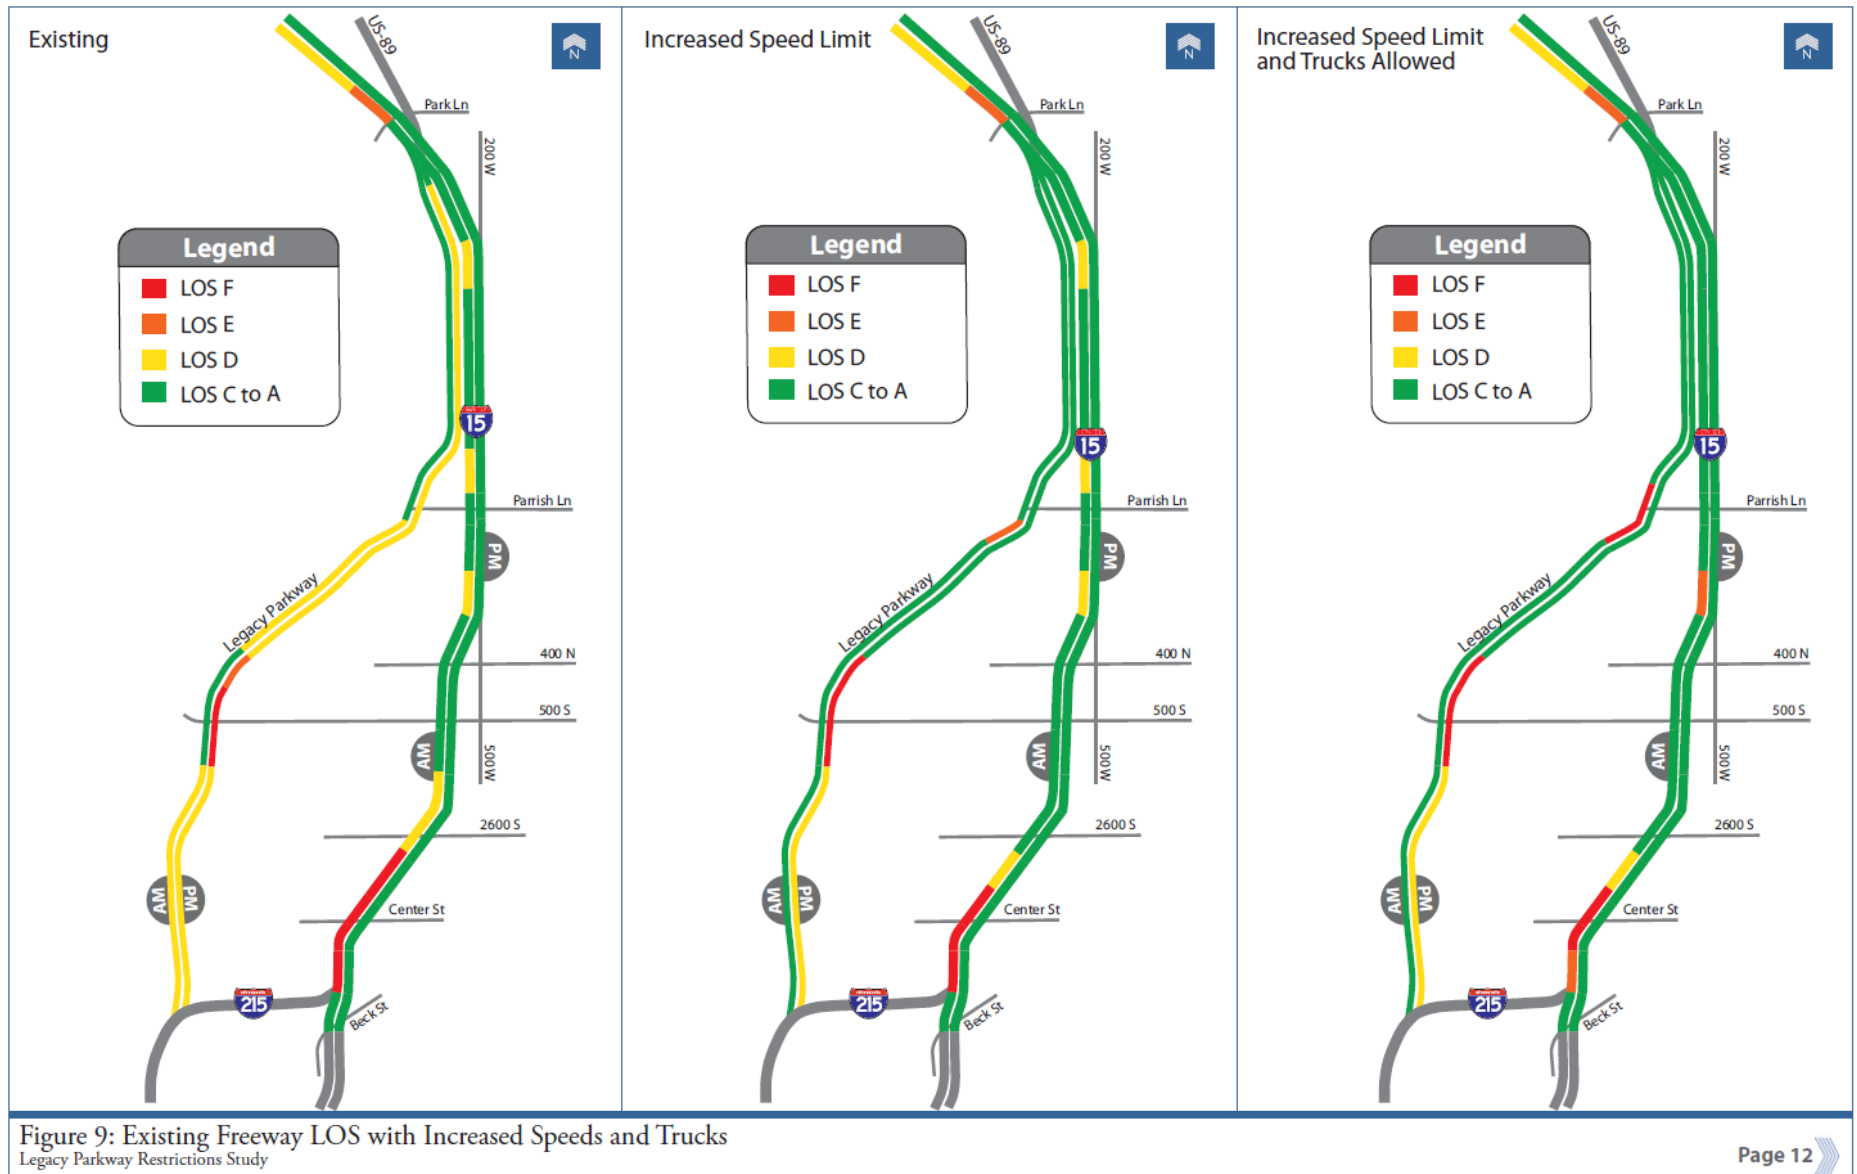 Existing
US-89
N
Park Ln
200 W
Legend
LOS F
LOS E
LOS D
LOS C to A
15
Parrish Ln
PM
Legacy Parkway
400 N
500 S
AM
500 W
2600 S
AM
PM
Center St
215
Beck St
Increased Speed Limit
US-89
N
Park Ln
200 W
Legend
LOS F
LOS E
LOS D
LOS C to A
15
Parrish Ln
PM
Legacy Parkway
400 N
500 S
AM
500 W
2600 S
AM
PM
Center St
215
Beck St
Increased Speed Limit
and Trucks Allowed
US-89
N
Park Ln
200 W
Legend
LOS F
LOS E
LOS D
LOS C to A
15
Parrish Ln
PM
Legacy Parkway
400 N
500 S
AM
500 W
2600 S
AM
PM
Center St
215
Beck St
Figure 9: Existing Freeway LOS with Increased Speeds and Trucks
Legacy Parkway Restrictions Study
Page 12